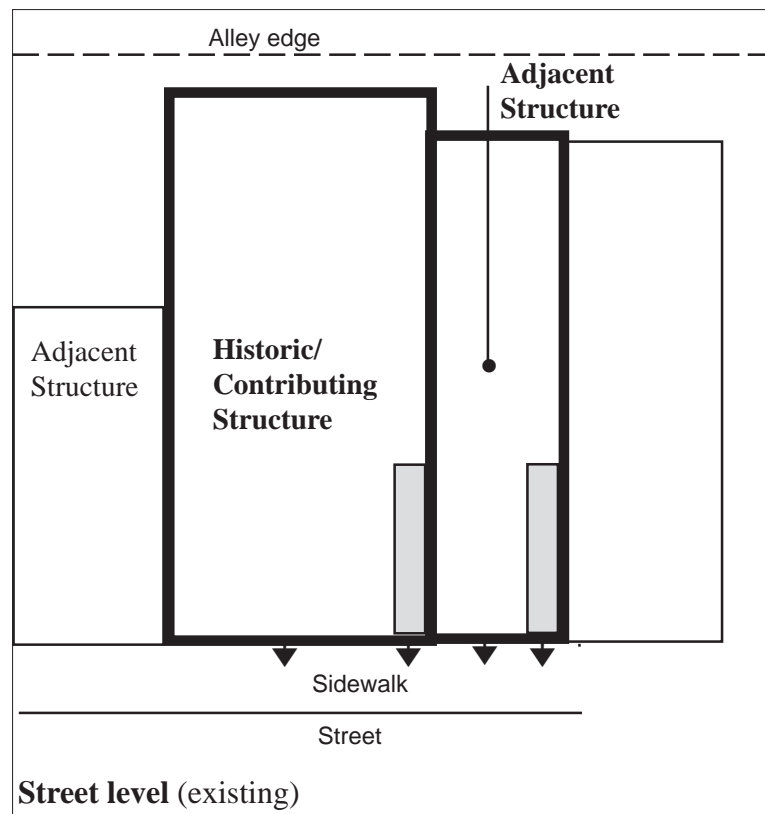 Alley edge
Adjacent
Structure
Adjacent
Structure
Historic/
Contributing
Structure
Sidewalk
Street
Street level (existing)